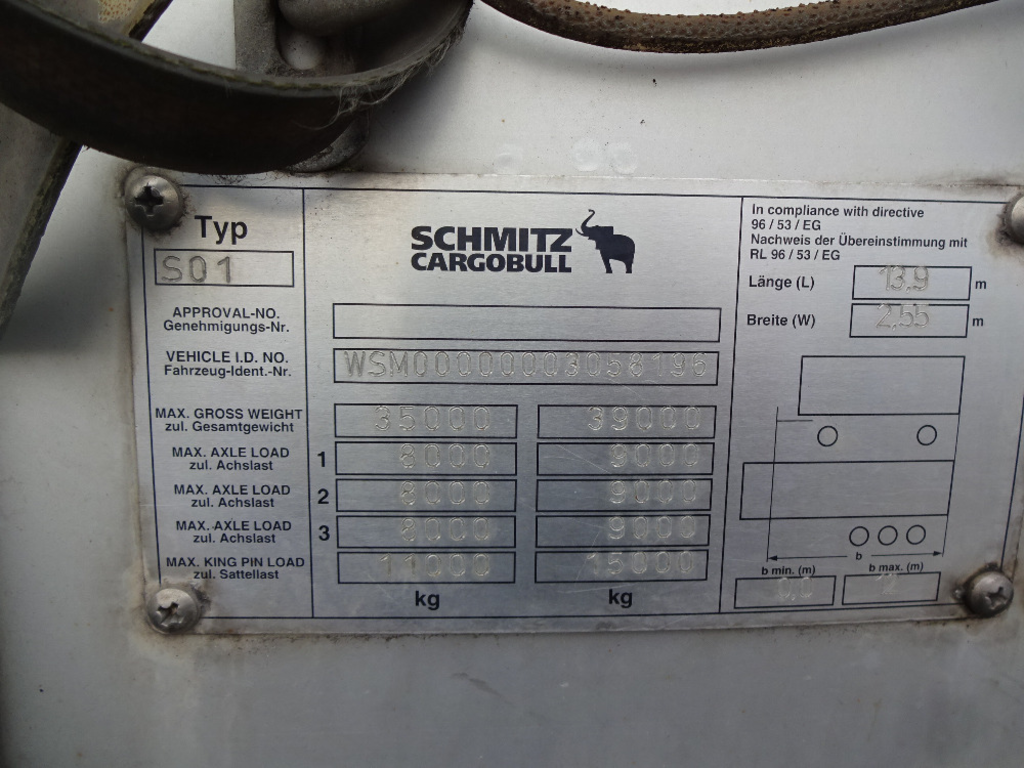 Typ
S01
SCHMITZ
CARGOBULL
APPROVAL-NO.
Genehmigungs-Nr.
VEHICLE I.D. NO.
Fahrzeug-Ident.-Nr.
WSM00000003058196
MAX. GROSS WEIGHT
zul. Gesamtgewicht
35000 39000
MAX. AXLE LOAD
zul. Achslast
1 8000 9000
MAX. AXLE LOAD
zul. Achslast
2 8000 9000
MAX. AXLE LOAD
zul. Achslast
3 8000 9000
MAX. KING PIN LOAD
zul. Sattellast
11000 15000
kg kg
In compliance with directive
96 / 53 / EG
Nachweis der Übereinstimmung mit
RL 96 / 53 / EG
Länge (L) 13.9 m
Breite (W) 2.55 m
b
b min. (m) b max. (m)